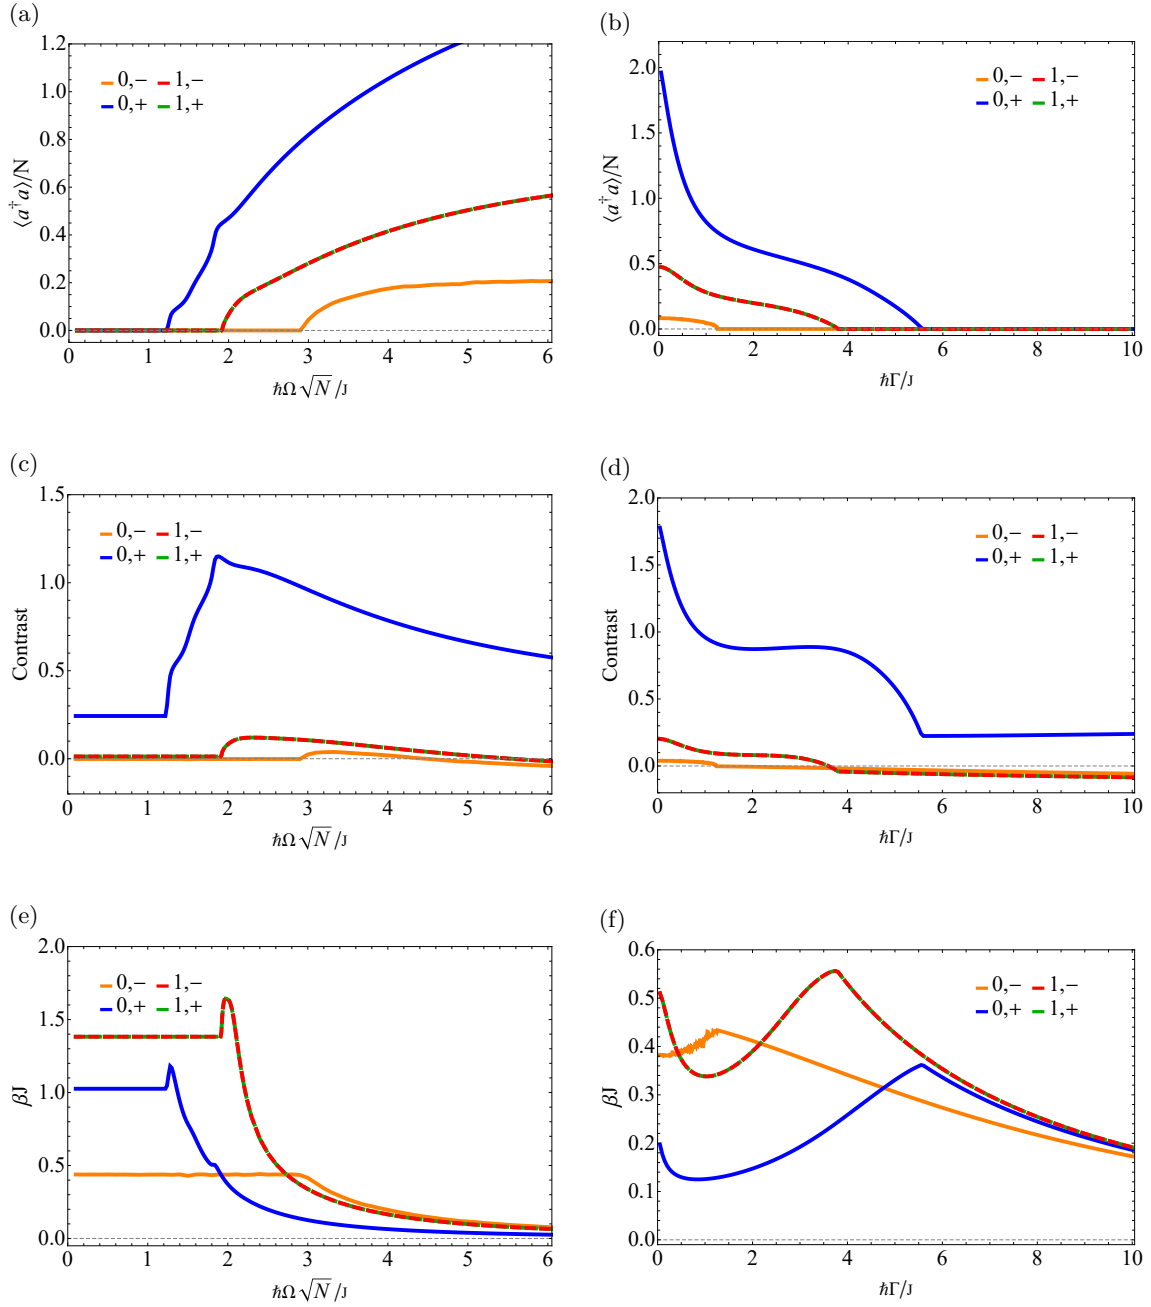 (a)
1.2
1.0
0.8
0.6
0.4
0.2
0.0
⟨a†a⟩/N
0,- 1,-
0,+ 1,+
0 1 2 3 4 5 6
ℏΩ√N/J
(b)
2.0
1.5
1.0
0.5
0.0
⟨a†a⟩/N
0,- 1,-
0,+ 1,+
0 2 4 6 8 10
ℏΓ/J
(c)
1.5
1.0
0.5
0.0
Contrast
0,- 1,-
0,+ 1,+
0 1 2 3 4 5 6
ℏΩ√N/J
(d)
2.0
1.5
1.0
0.5
0.0
Contrast
0,- 1,-
0,+ 1,+
0 2 4 6 8 10
ℏΓ/J
(e)
2.0
1.5
1.0
0.5
0.0
βJ
0,- 1,-
0,+ 1,+
0 1 2 3 4 5 6
ℏΩ√N/J
(f)
0.6
0.5
0.4
0.3
0.2
0.1
0.0
βJ
0,- 1,-
0,+ 1,+
0 2 4 6 8 10
ℏΓ/J